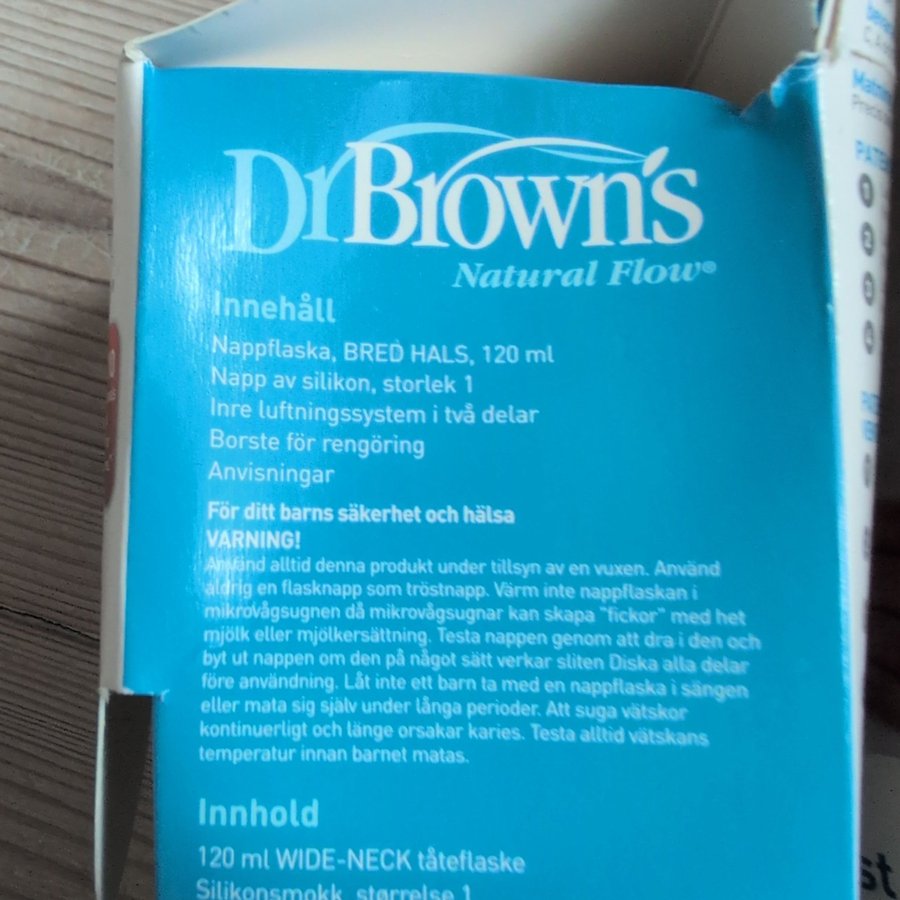 DrBrown's
Natural Flow®
Innehåll
Nappflaska, BRED HALS, 120 ml
Napp av silikon, storlek 1
Inre luftningssystem i två delar
Borste för rengöring
Anvisningar
För ditt barns säkerhet och hälsa
VARNING!
Använd alltid denna produkt under tillsyn av en vuxen. Använd
aldrig en flasknapp som tröstnapp. Värm inte nappflaskan i
mikrovågsugnen då mikrovågsugnar kan skapa "fickor" med het
mjölk eller mjölkersättning. Testa nappen genom att dra i den och
byt ut nappen om den på något sätt verkar sliten Diska alla delar
före användning. Låt inte ett barn ta med en nappflaska i sängen
eller mata sig själv under långa perioder. Att suga vätskor
kontinuerligt och länge orsakar karies. Testa alltid vätskans
temperatur innan barnet matas.
Innhold
120 ml WIDE-NECK tåteflaske
Silikonsmokk, størrelse 1